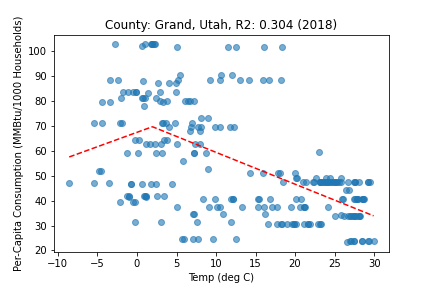 County: Grand, Utah, R2: 0.304 (2018)
Per-Capita Consumption (MMBtu/1000 Households)
100
90
80
70
60
50
40
30
20
−10 −5 0 5 10 15 20 25 30
Temp (deg C)